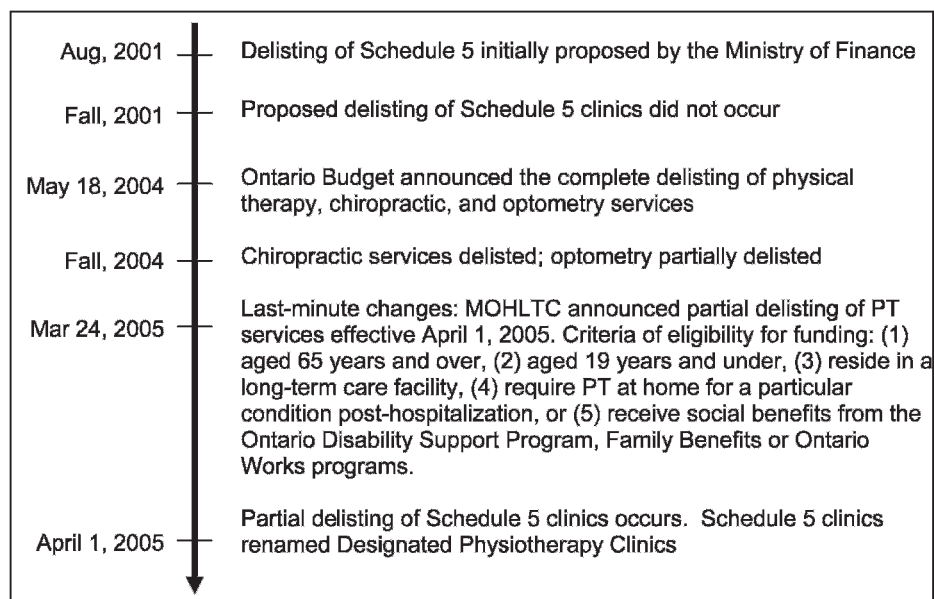 Aug, 2001 Delisting of Schedule 5 initially proposed by the Ministry of Finance
Fall, 2001 Proposed delisting of Schedule 5 clinics did not occur
May 18, 2004 Ontario Budget announced the complete delisting of physical
therapy, chiropractic, and optometry services
Fall, 2004 Chiropractic services delisted; optometry partially delisted
Mar 24, 2005 Last-minute changes: MOHLTC announced partial delisting of PT
services effective April 1, 2005. Criteria of eligibility for funding: (1)
aged 65 years and over, (2) aged 19 years and under, (3) reside in a
long-term care facility, (4) require PT at home for a particular
condition post-hospitalization, or (5) receive social benefits from the
Ontario Disability Support Program, Family Benefits or Ontario
Works programs.
April 1, 2005 Partial delisting of Schedule 5 clinics occurs. Schedule 5 clinics
renamed Designated Physiotherapy Clinics